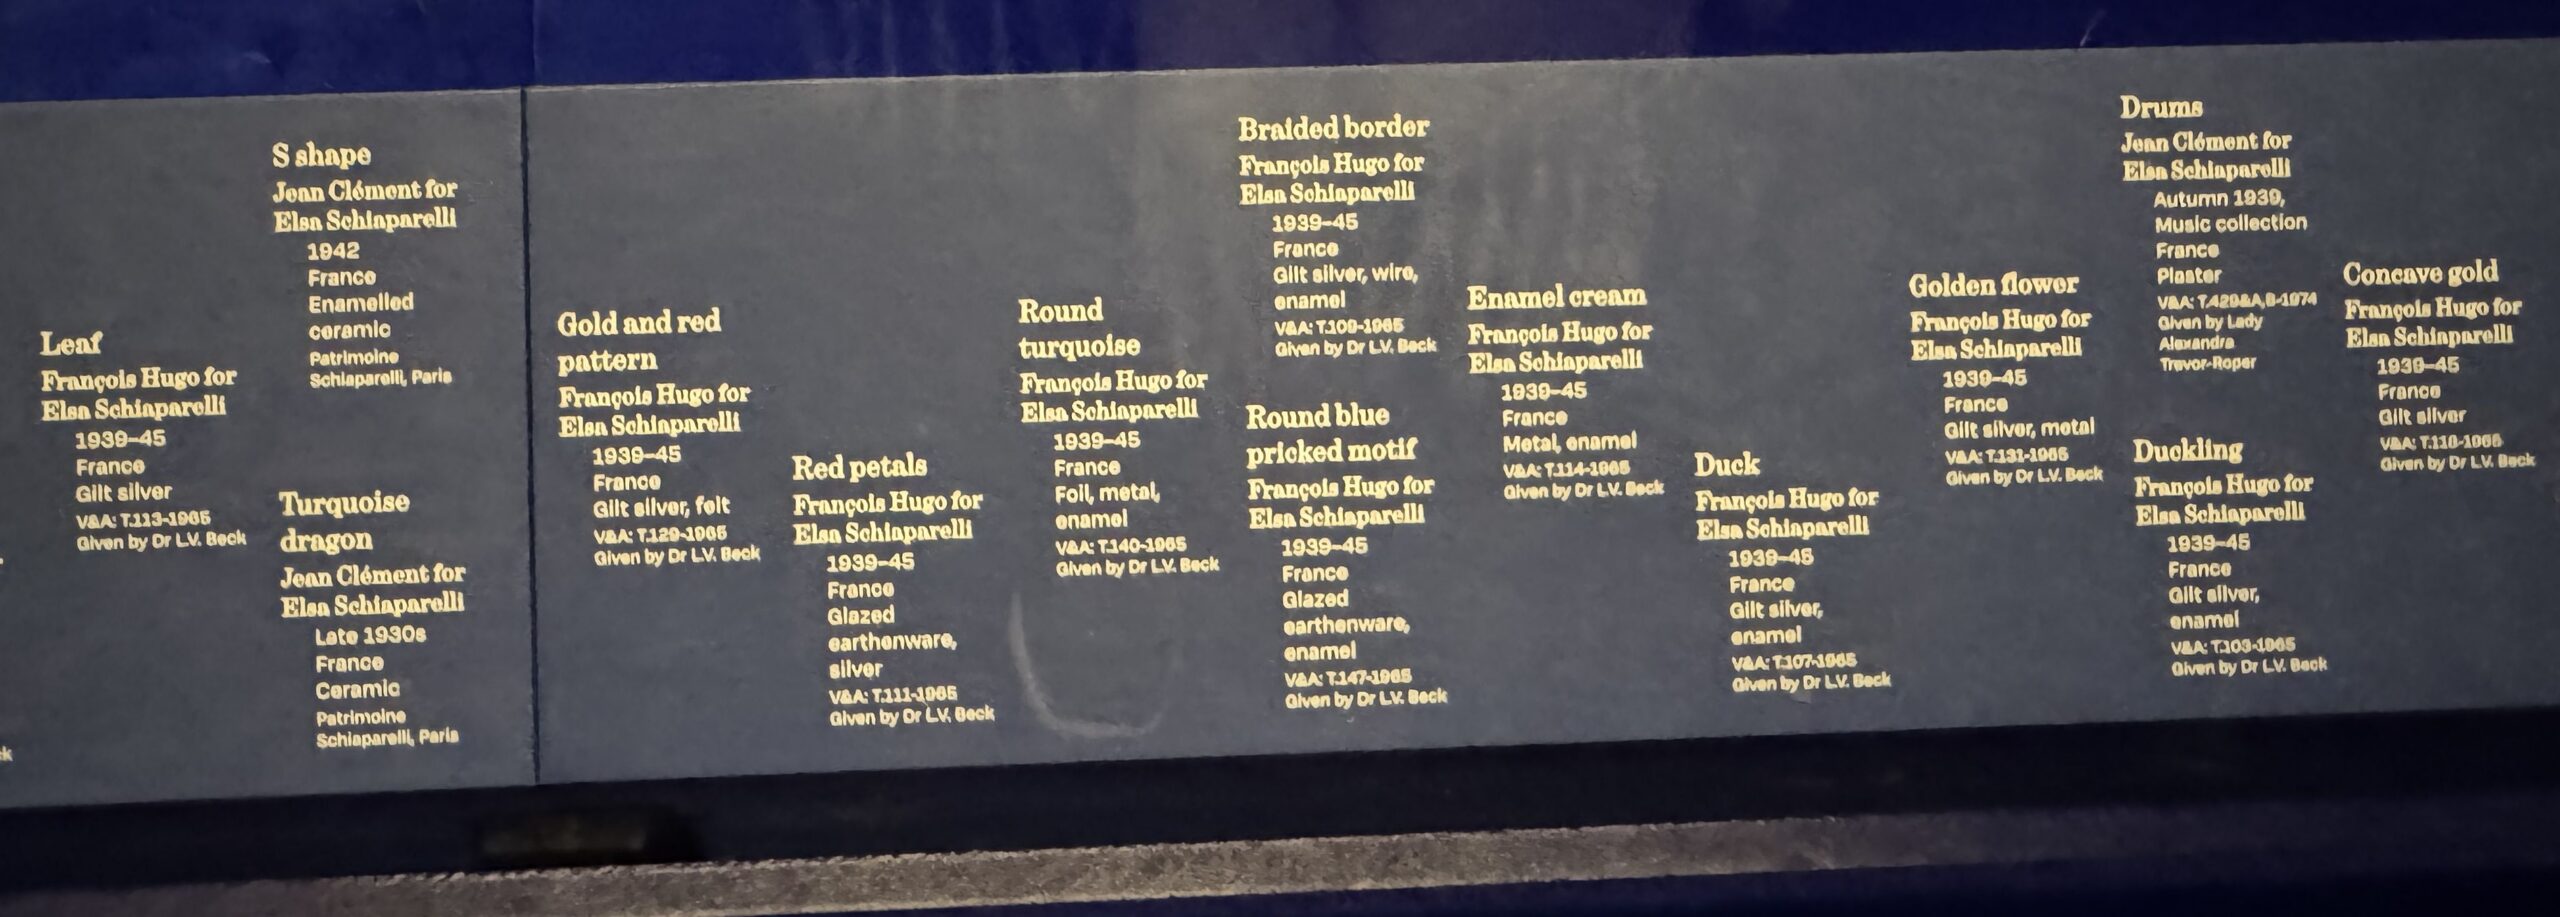 Leaf
François Hugo for
Elsa Schiaparelli
1939–45
France
Gilt silver
V&A: T.113-1965
Given by Dr L.V. Beck
S shape
Jean Clément for
Elsa Schiaparelli
1942
France
Enamelled
ceramic
Patrimoine
Schiaparelli, Paris
Turquoise
dragon
Jean Clément for
Elsa Schiaparelli
Late 1930s
France
Ceramic
Patrimoine
Schiaparelli, Paris
Gold and red
pattern
François Hugo for
Elsa Schiaparelli
1939–45
France
Gilt silver, felt
V&A: T.129-1965
Given by Dr L.V. Beck
Red petals
François Hugo for
Elsa Schiaparelli
1939–45
France
Glazed
earthenware,
silver
V&A: T.111-1965
Given by Dr L.V. Beck
Round
turquoise
François Hugo for
Elsa Schiaparelli
1939–45
France
Foil, metal,
enamel
V&A: T.140-1965
Given by Dr L.V. Beck
Braided border
François Hugo for
Elsa Schiaparelli
1939–45
France
Gilt silver, wire,
enamel
V&A: T.109-1965
Given by Dr L.V. Beck
Round blue
pricked motif
François Hugo for
Elsa Schiaparelli
1939–45
France
Glazed
earthenware,
enamel
V&A: T.147-1965
Given by Dr L.V. Beck
Enamel cream
François Hugo for
Elsa Schiaparelli
1939–45
France
Metal, enamel
V&A: T.114-1965
Given by Dr L.V. Beck
Duck
François Hugo for
Elsa Schiaparelli
1939–45
France
Gilt silver,
enamel
V&A: T.107-1965
Given by Dr L.V. Beck
Golden flower
François Hugo for
Elsa Schiaparelli
1939–45
France
Gilt silver, metal
V&A: T.131-1965
Given by Dr L.V. Beck
Drums
Jean Clément for
Elsa Schiaparelli
Autumn 1939,
Music collection
France
Plaster
V&A: T.429&A,B-1974
Given by Lady
Alexandra
Trevor-Roper
Duckling
François Hugo for
Elsa Schiaparelli
1939–45
France
Gilt silver,
enamel
V&A: T.103-1965
Given by Dr L.V. Beck
Concave gold
François Hugo for
Elsa Schiaparelli
1939–45
France
Gilt silver
V&A:
Given by Dr L.V. Beck